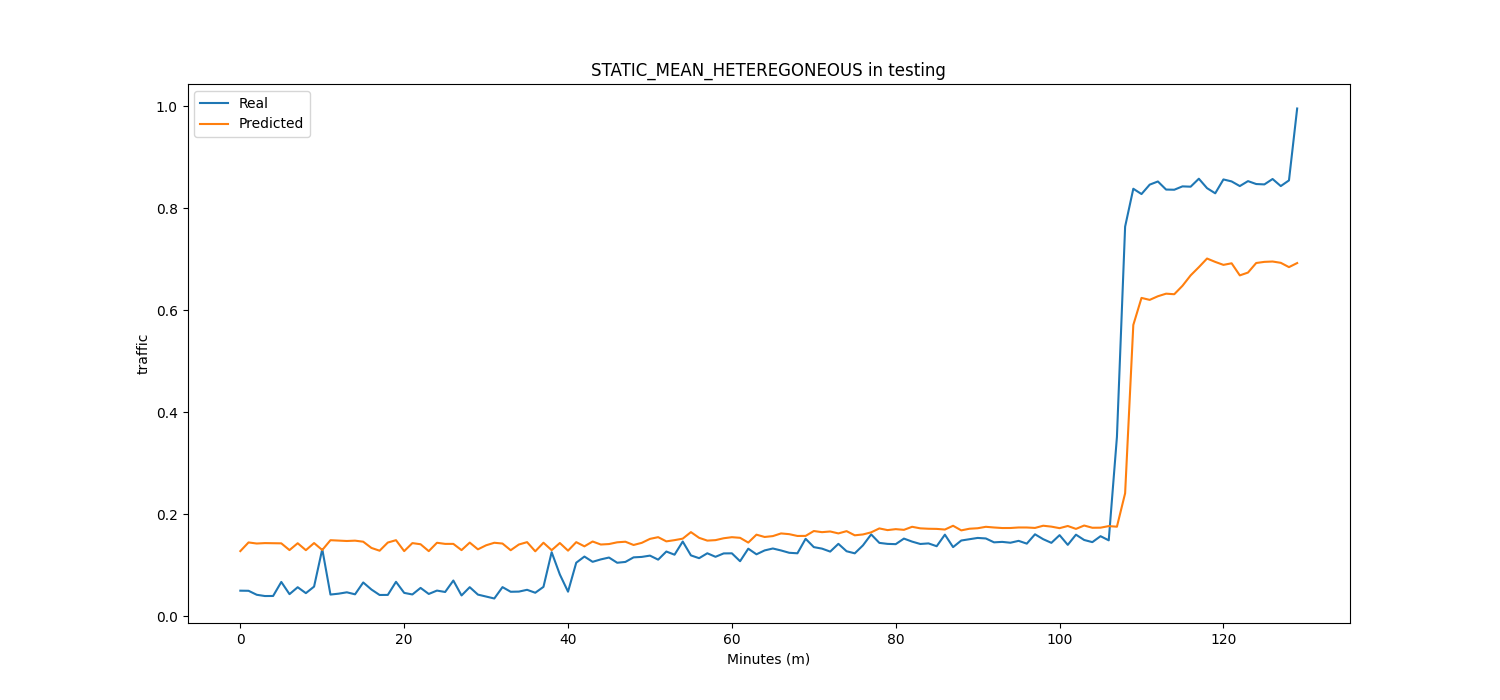 STATIC_MEAN_HETEREGONEOUS in testing
Real
Predicted
1.0
0.8
0.6
0.4
0.2
0.0
traffic
0 20 40 60 80 100 120
Minutes (m)